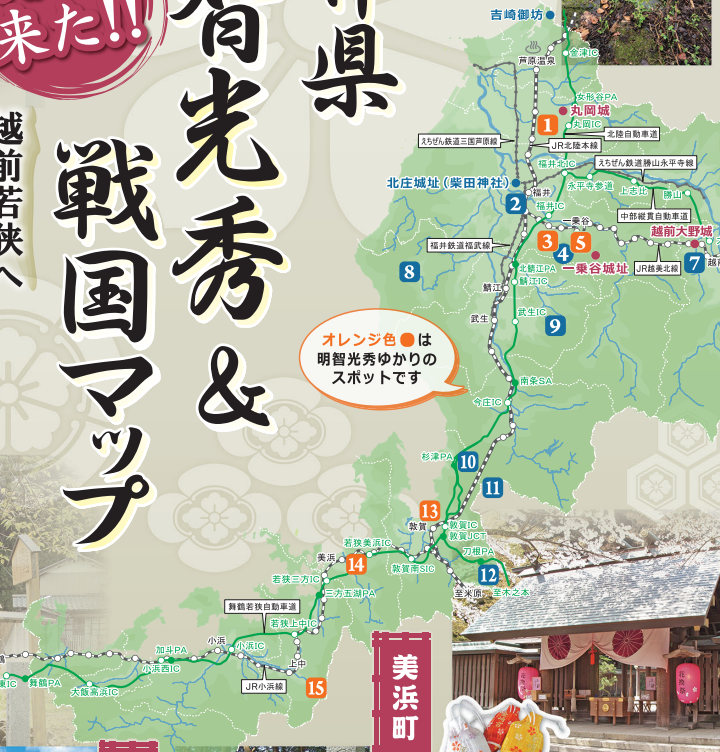 来た!!
越前若狭へ
県
智光秀&
戦国マップ
吉崎御坊
芦原温泉
金津IC
女形谷PA
丸岡城
1
丸岡IC
北陸自動車道
えちぜん鉄道三国芦原線
JR北陸本線
福井北IC
えちぜん鉄道勝山永平寺線
北庄城址(柴田神社)
永平寺参道
上志比
勝山
福井
2
福井IC
中部縦貫自動車道
一乗谷
越前大野城
福井鉄道福武線
3
4
5
7
越前
北鯖江PA
一乗谷城址
JR越美北線
8
鯖江IC
鯖江
武生
武生IC
9
オレンジ色●は
明智光秀ゆかりの
スポットです
南条SA
今庄IC
杉津PA
10
11
13
敦賀
敦賀IC
敦賀JCT
刀根PA
若狭美浜IC
美浜
14
敦賀南SIC
12
至米原
至木之本
若狭三方IC
三方五湖PA
舞鶴若狭自動車道
若狭上中IC
小浜
小浜IC
加斗PA
小浜西IC
上中
JR小浜線
15
東IC
舞鶴PA
大飯高浜IC
美浜町